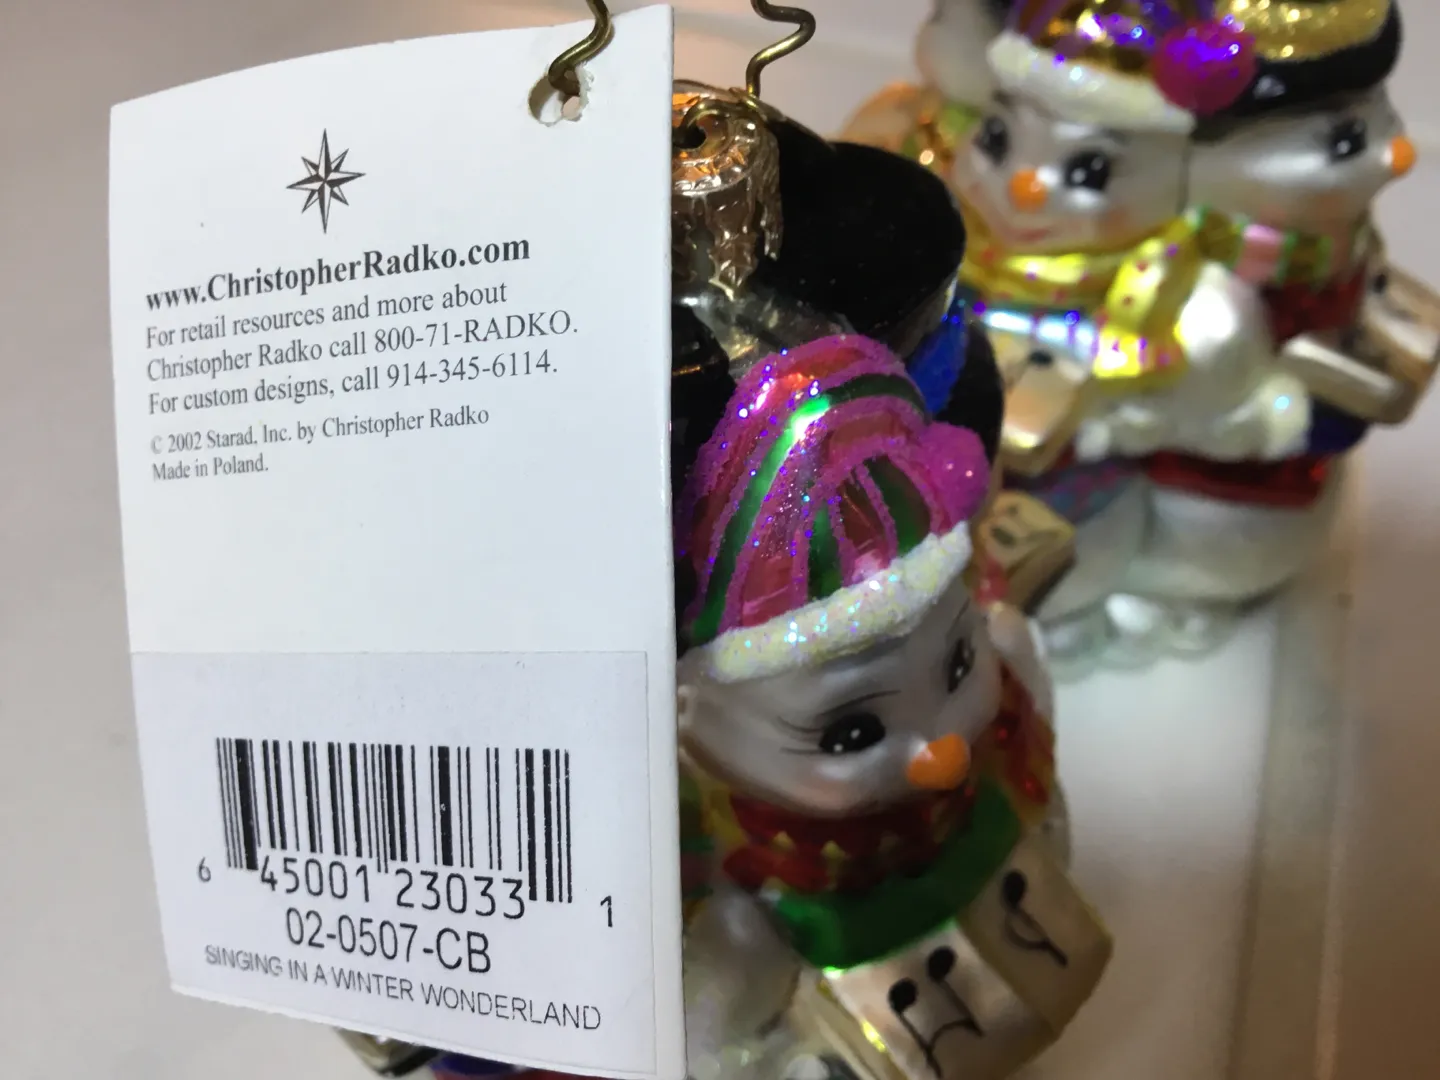 www.ChristopherRadko.com
For retail resources and more about
Christopher Radko call 800-71-RADKO.
For custom designs, call 914-345-6114.
© 2002 Starad, Inc. by Christopher Radko
Made in Poland.
6 45001 23033 1
02-0507-CB
SINGING IN A WINTER WONDERLAND